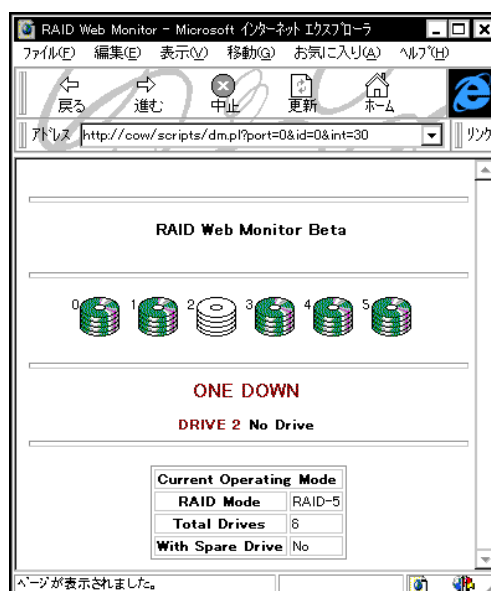 RAID Web Monitor - Microsoft インターネット エクスプローラ
ファイル(F) 編集(E) 表示(V) 移動(G) お気に入り(A) ヘルプ(H)
戻る 進む 中止 更新 ホーム
アドレス http://cow/scripts/dm.pl?port=0&id=0&int=30 リンク
RAID Web Monitor Beta
0 1 2 3 4 5
ONE DOWN
DRIVE 2 No Drive
Current Operating Mode
RAID Mode RAID-5
Total Drives 6
With Spare Drive No
ページが表示されました。